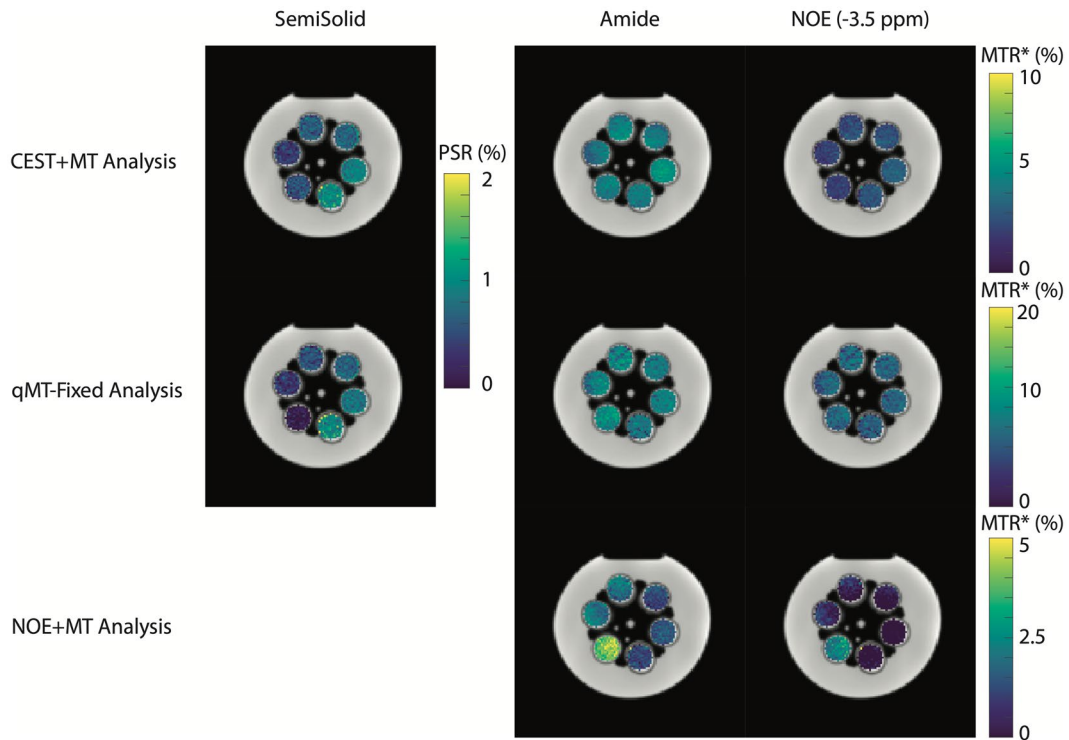 SemiSolid
Amide
NOE (-3.5 ppm)
MTR* (%)
10
5
0
CEST+MT Analysis
PSR (%)
2
1
0
qMT-Fixed Analysis
MTR* (%)
20
10
0
NOE+MT Analysis
MTR* (%)
5
2.5
0